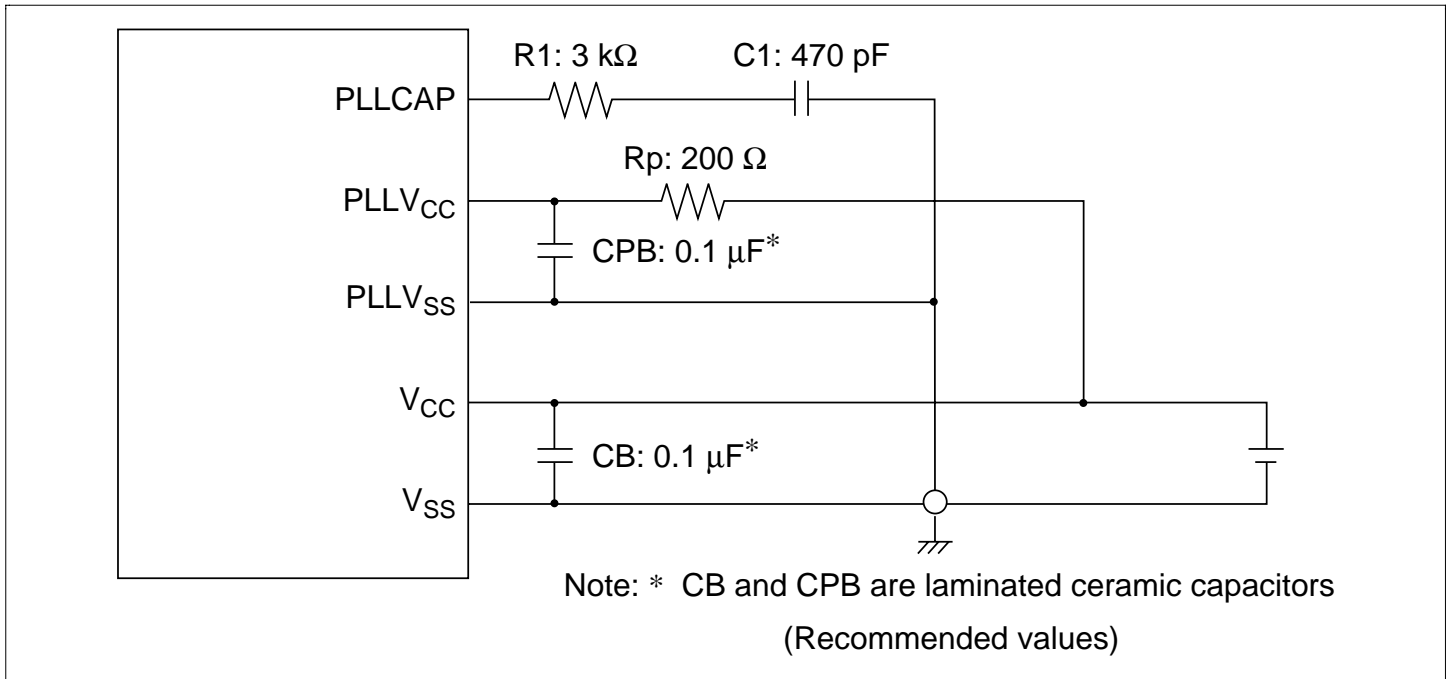 R1: 3 kΩ
C1: 470 pF
PLLCAP
Rp: 200 Ω
PLLVCC
CPB: 0.1 μF*
PLLVSS
VCC
CB: 0.1 μF*
VSS
Note: * CB and CPB are laminated ceramic capacitors
(Recommended values)